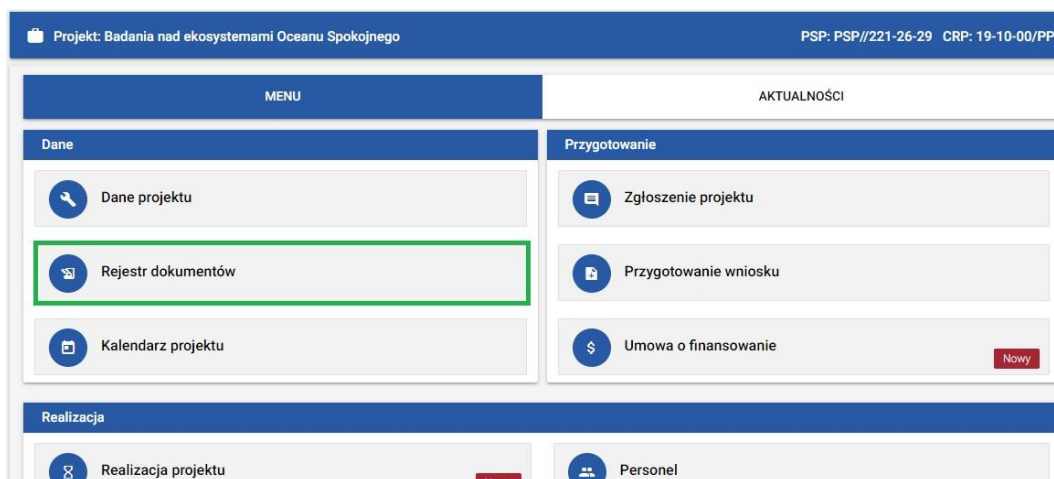 Projekt: Badania nad ekosystemami Oceanu Spokojnego
PSP: PSP//221-26-29 CRP: 19-10-00/PP
MENU
AKTUALNOŚCI
Dane
Dane projektu
Rejestr dokumentów
Kalendarz projektu
Przygotowanie
Zgłoszenie projektu
Przygotowanie wniosku
Umowa o finansowanie
Nowy
Realizacja
Realizacja projektu
Personel